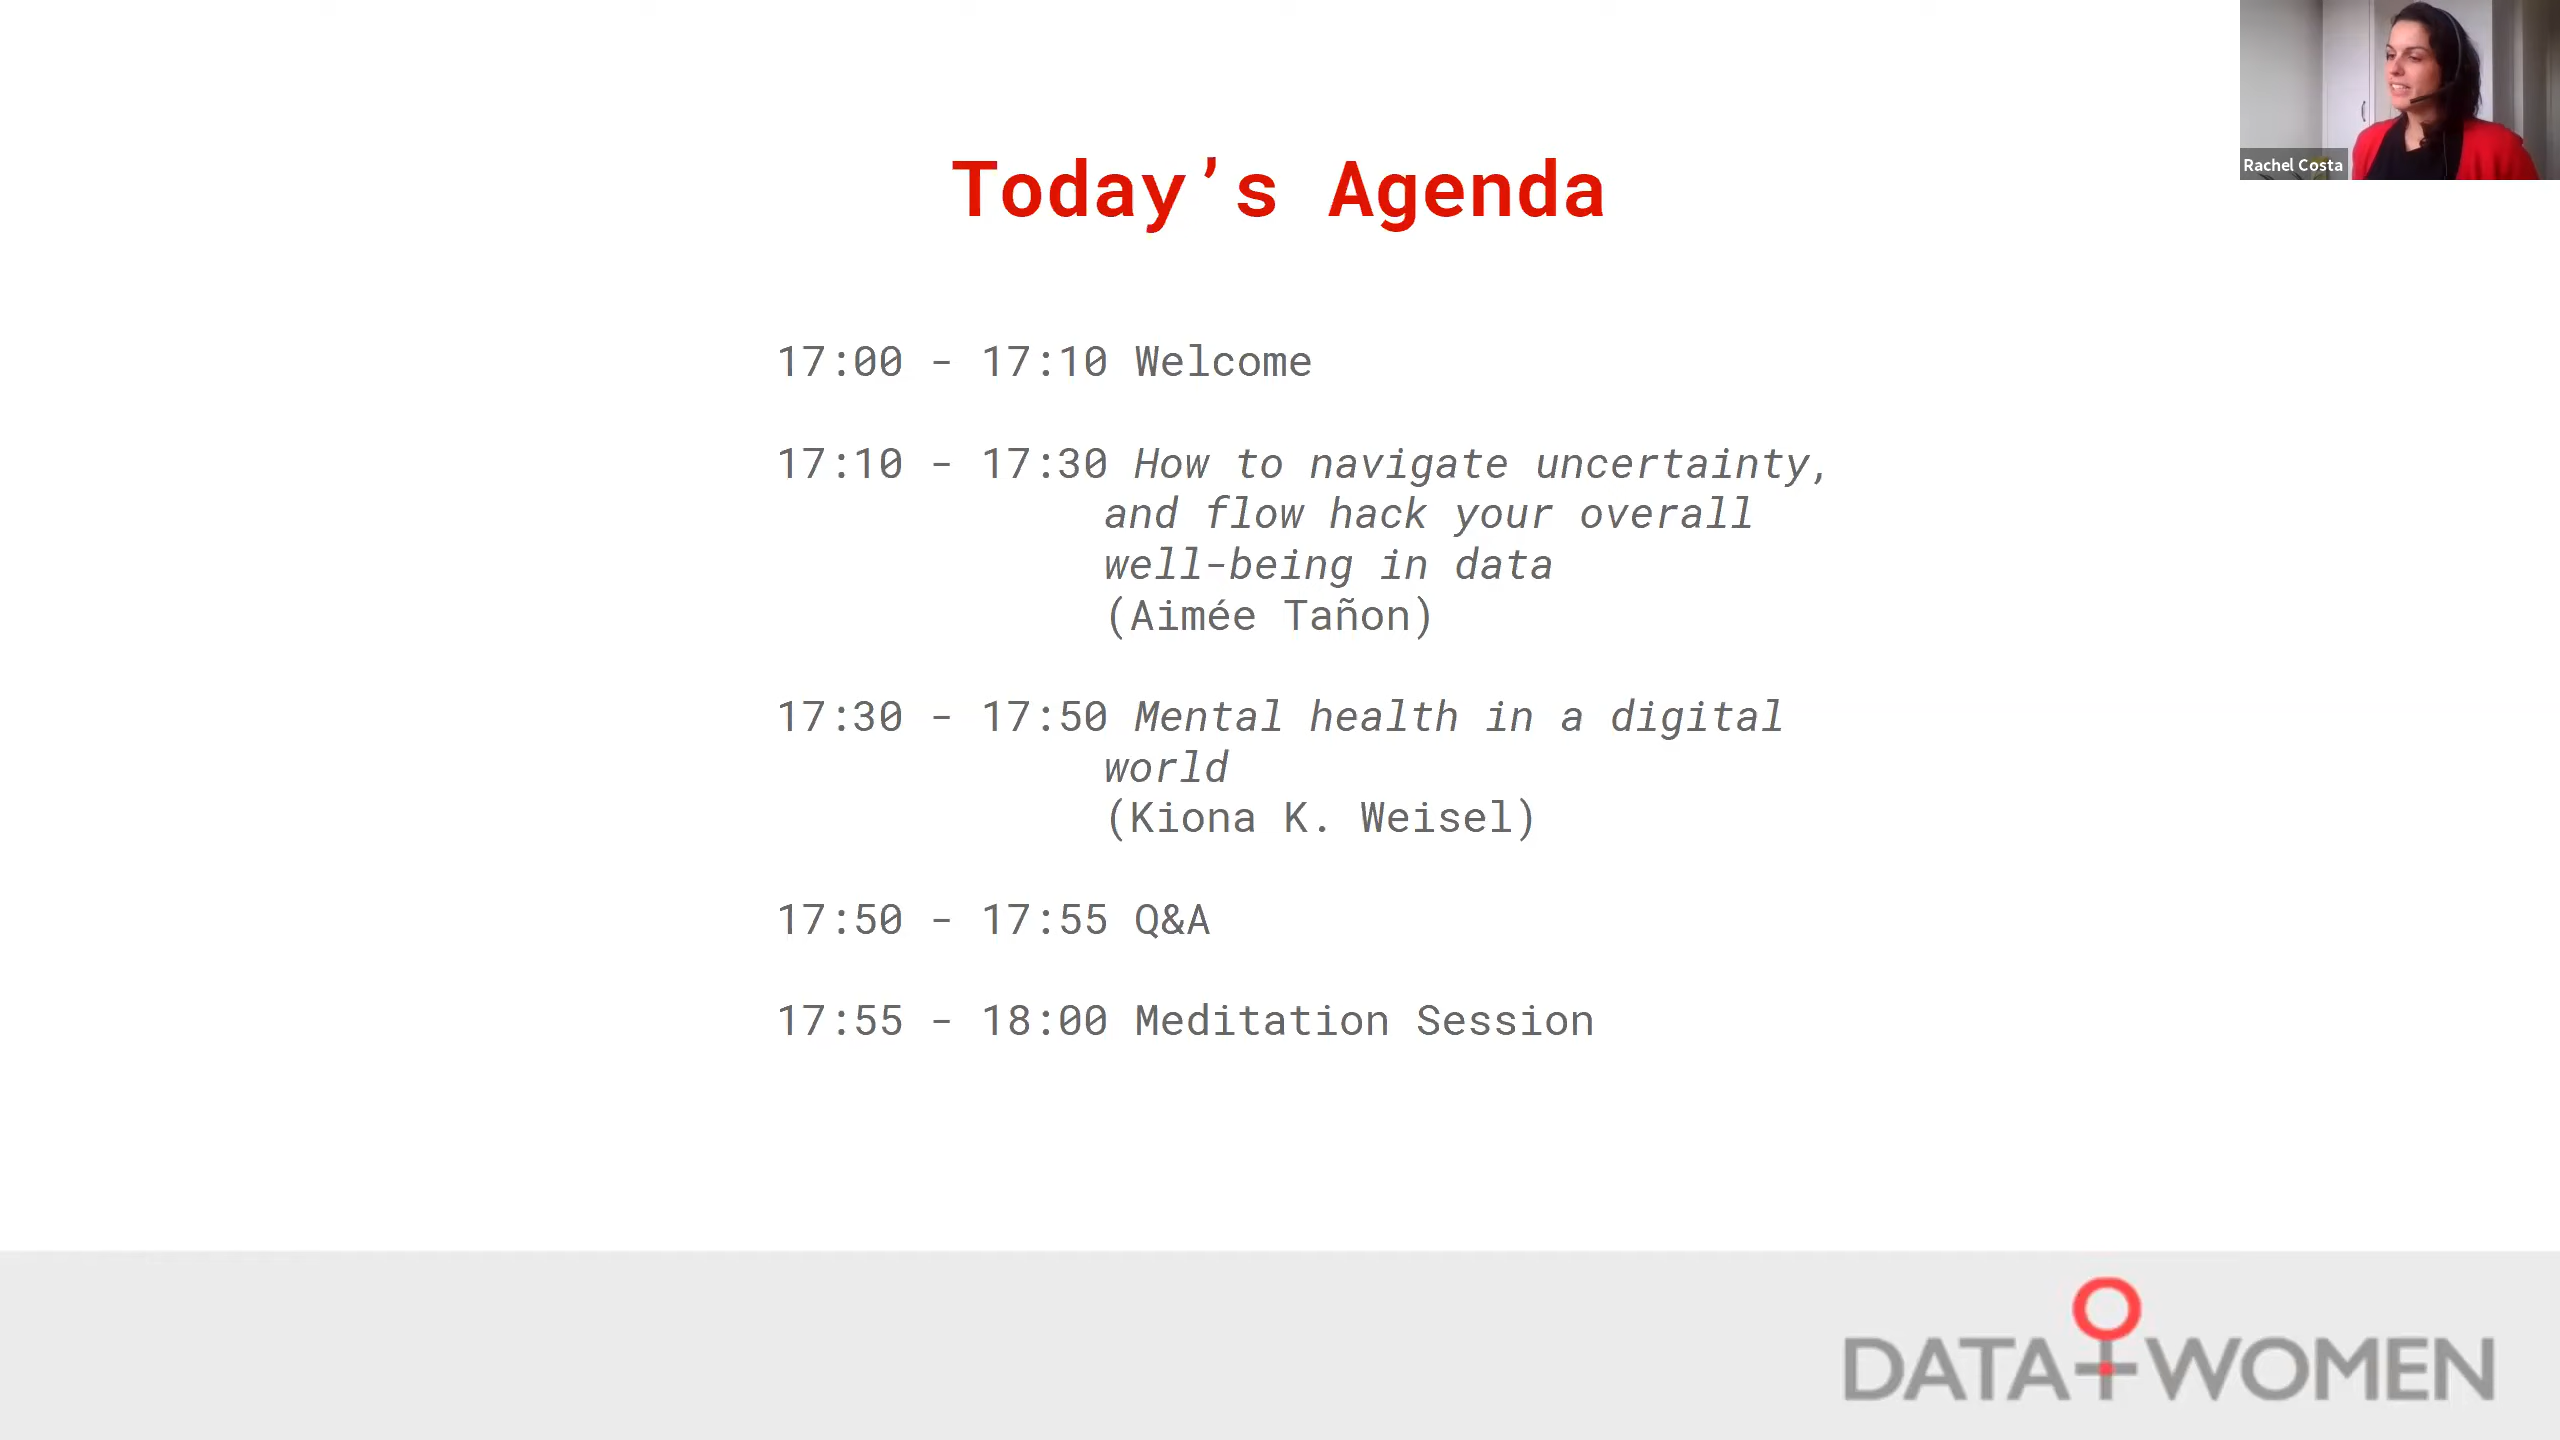 Rachel Costa
Today’s Agenda
17:00 - 17:10 Welcome
17:10 - 17:30 How to navigate uncertainty,
and flow hack your overall
well-being in data
(Aimée Tañon)
17:30 - 17:50 Mental health in a digital
world
(Kiona K. Weisel)
17:50 - 17:55 Q&A
17:55 - 18:00 Meditation Session
DATA WOMEN